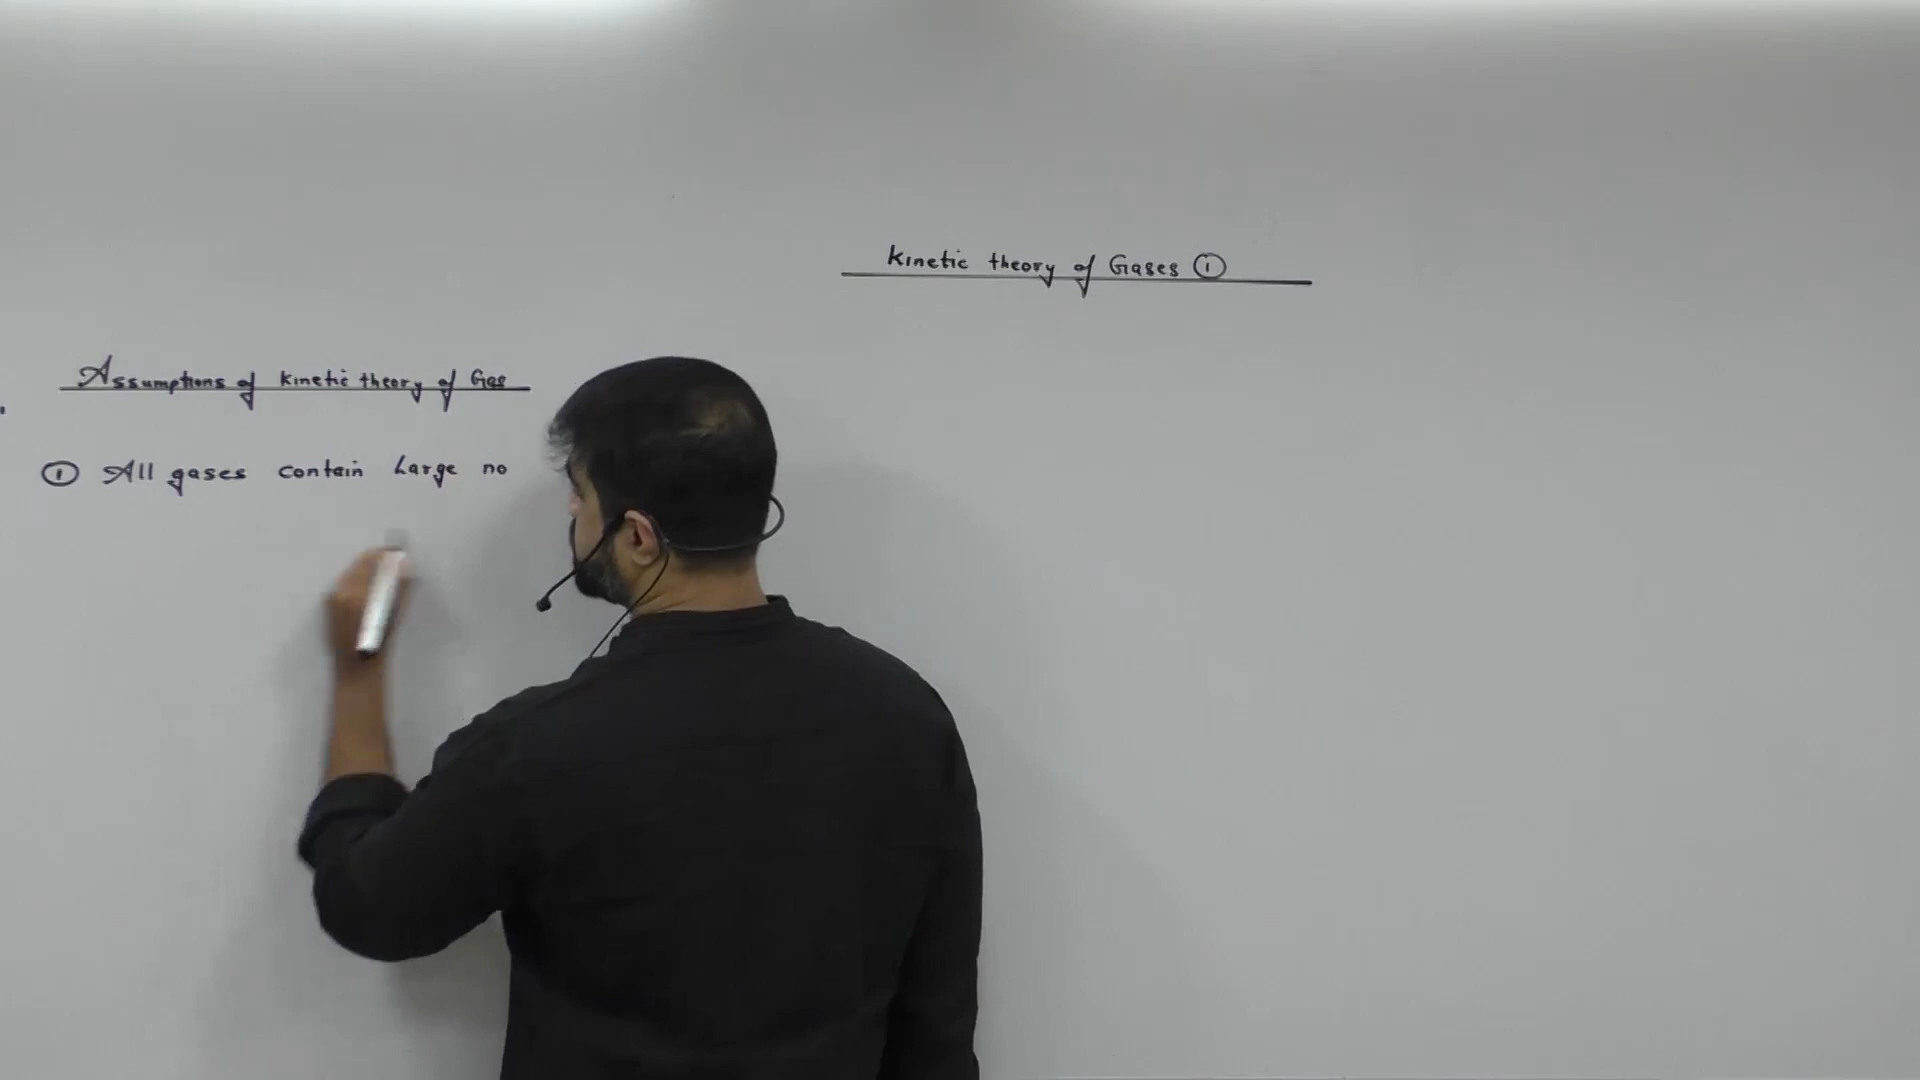 Kinetic theory of Gases ①
Assumptions of kinetic theory of Gas
① All gases contain Large no